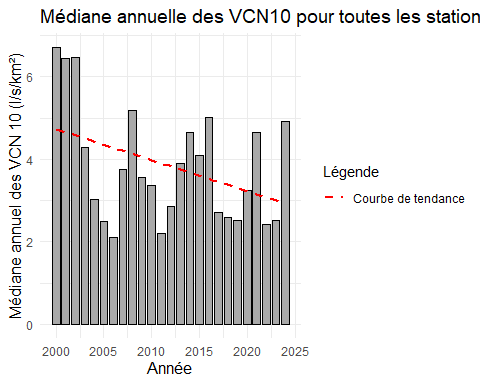 Médiane annuelle des VCN10 pour toutes les station
Médiane annuel des VCN 10 (l/s/km²)
6
4
2
0
2000 2005 2010 2015 2020 2025
Année
Légende
Courbe de tendance